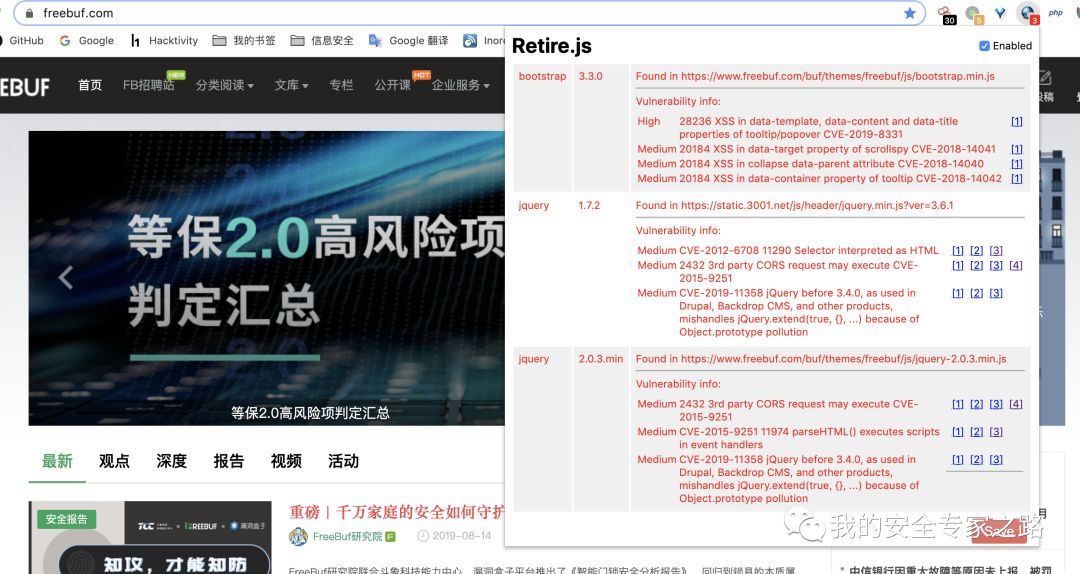 freebuf.com
30
6
3
php
GitHub
Google
Hacktivity
我的书签
信息安全
Google 翻译
Inor
EEBUF
首页
FB招聘站
NEW
分类阅读
文库
专栏
公开课
HOT
企业服务
投稿
Retire.js
Enabled
bootstrap 3.3.0 Found in https://www.freebuf.com/buf/themes/freebuf/js/bootstrap.min.js
Vulnerability info:
High 28236 XSS in data-template, data-content and data-title [1]
properties of tooltip/popover CVE-2019-8331
Medium 20184 XSS in data-target property of scrollspy CVE-2018-14041 [1]
Medium 20184 XSS in collapse data-parent attribute CVE-2018-14040 [1]
Medium 20184 XSS in data-container property of tooltip CVE-2018-14042 [1]
jquery 1.7.2 Found in https://static.3001.net/js/header/jquery.min.js?ver=3.6.1
Vulnerability info:
Medium CVE-2012-6708 11290 Selector interpreted as HTML [1] [2] [3]
Medium 2432 3rd party CORS request may execute CVE- [1] [2] [3] [4]
2015-9251
Medium CVE-2019-11358 jQuery before 3.4.0, as used in [1] [2] [3]
Drupal, Backdrop CMS, and other products,
mishandles jQuery.extend(true, {}, ...) because of
Object.prototype pollution
jquery 2.0.3.min Found in https://www.freebuf.com/buf/themes/freebuf/js/jquery-2.0.3.min.js
Vulnerability info:
Medium 2432 3rd party CORS request may execute CVE- [1] [2] [3] [4]
2015-9251
Medium CVE-2015-9251 11974 parseHTML() executes scripts [1] [2] [3]
in event handlers
Medium CVE-2019-11358 jQuery before 3.4.0, as used in [1] [2] [3]
Drupal, Backdrop CMS, and other products,
mishandles jQuery.extend(true, {}, ...) because of
Object.prototype pollution
等保2.0高风险项
判定汇总
等保2.0高风险项判定汇总
最新 观点 深度 报告 视频 活动
安全报告
FREEBUF × 漏洞盒子
知攻，才能知防
重磅｜千万家庭的安全如何守护
FreeBuf研究院 F 2019-08-14
FreeBuf研究院联合斗象科技能力中心、漏洞盒子平台推出了《智能门锁安全分析报告》，回归到锁具的本质属
我的安全专家之路
Save
月
中信银行因重大故障等原因未上报，被罚